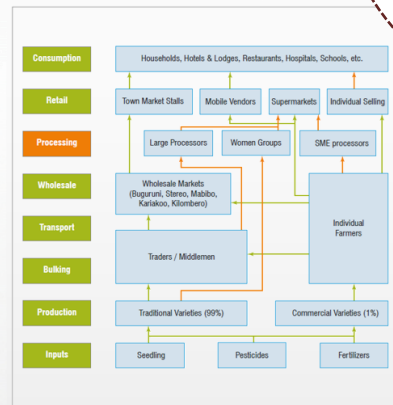 Consumption
Households, Hotels & Lodges, Restaurants, Hospitals, Schools, etc.
Retail
Town Market Stalls
Mobile Vendors
Supermarkets
Individual Selling
Processing
Large Processors
Women Groups
SME processors
Wholesale
Wholesale Markets
(Buguruni, Stereo, Mabibo,
Kariakoo, Kilombero)
Transport
Individual
Farmers
Traders / Middlemen
Bulking
Production
Traditional Varieties (99%)
Commercial Varieties (1%)
Inputs
Seedling
Pesticides
Fertilizers